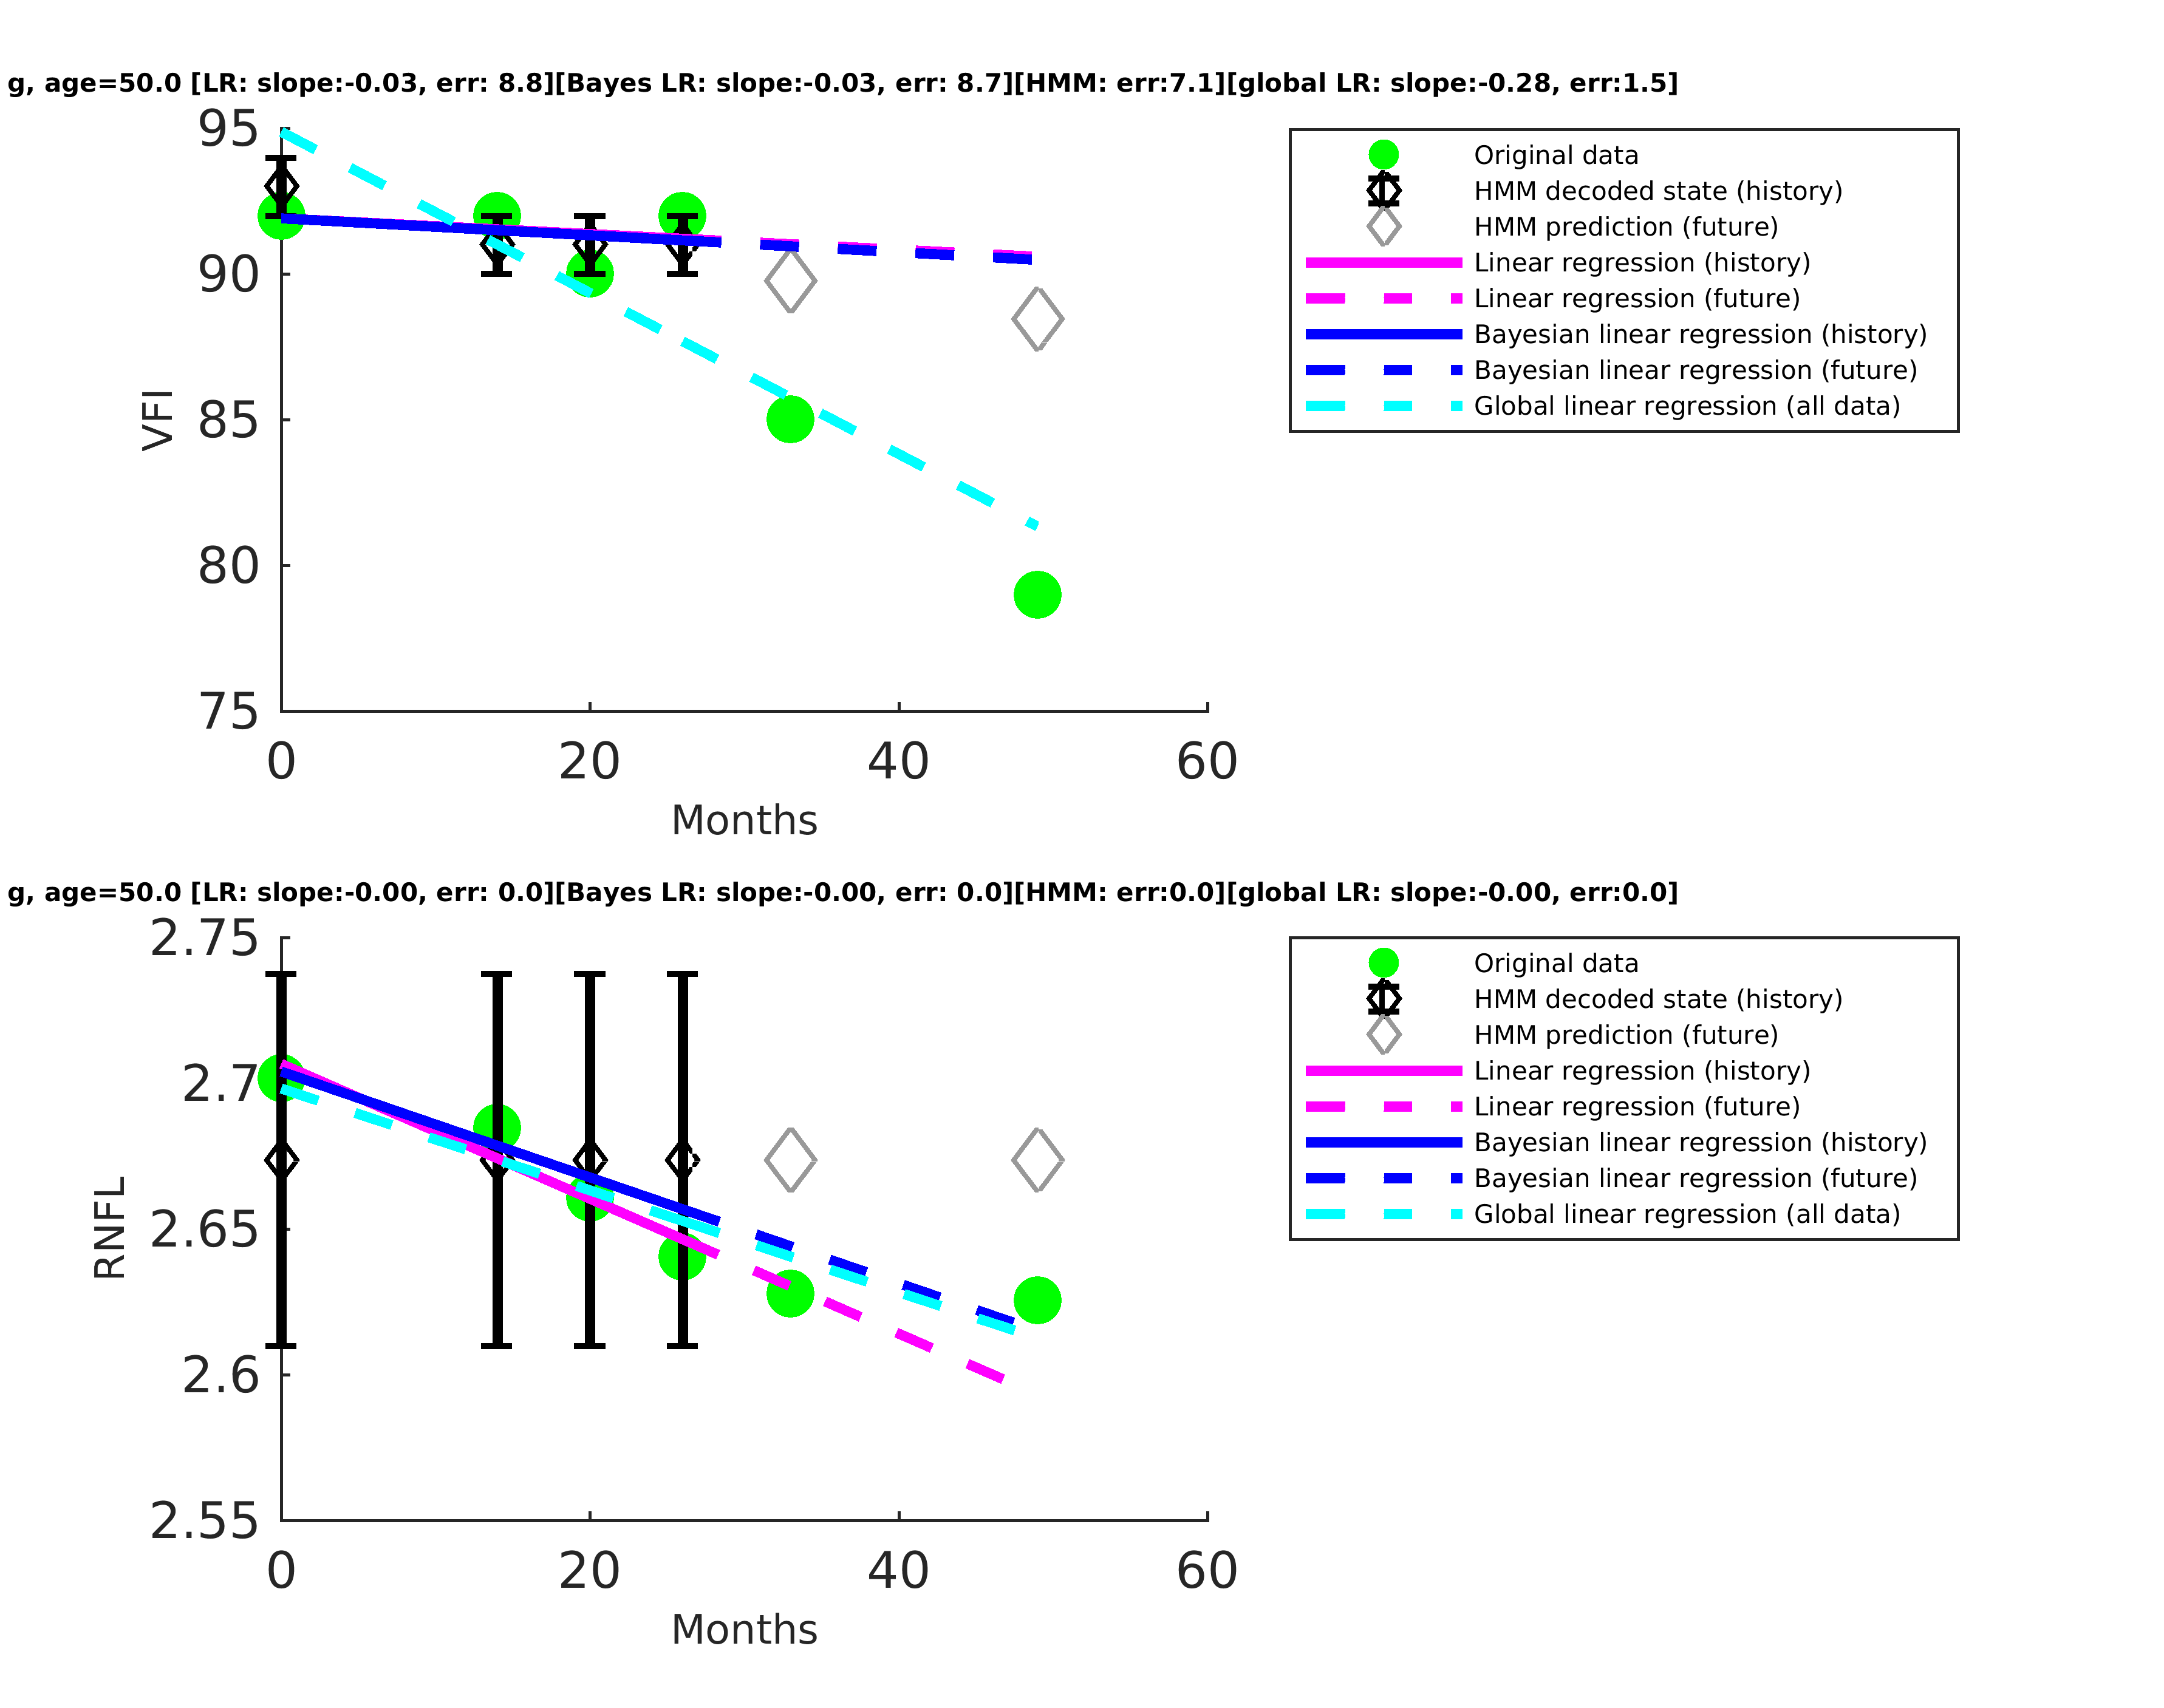 g, age=50.0 [LR: slope:-0.03, err: 8.8][Bayes LR: slope:-0.03, err: 8.7][HMM: err:7.1][global LR: slope:-0.28, err:1.5]
95
90
85
80
75
VFI
0 20 40 60
Months
Original data
HMM decoded state (history)
HMM prediction (future)
Linear regression (history)
Linear regression (future)
Bayesian linear regression (history)
Bayesian linear regression (future)
Global linear regression (all data)
g, age=50.0 [LR: slope:-0.00, err: 0.0][Bayes LR: slope:-0.00, err: 0.0][HMM: err:0.0][global LR: slope:-0.00, err:0.0]
2.75
2.7
2.65
2.6
2.55
RNFL
0 20 40 60
Months
Original data
HMM decoded state (history)
HMM prediction (future)
Linear regression (history)
Linear regression (future)
Bayesian linear regression (history)
Bayesian linear regression (future)
Global linear regression (all data)